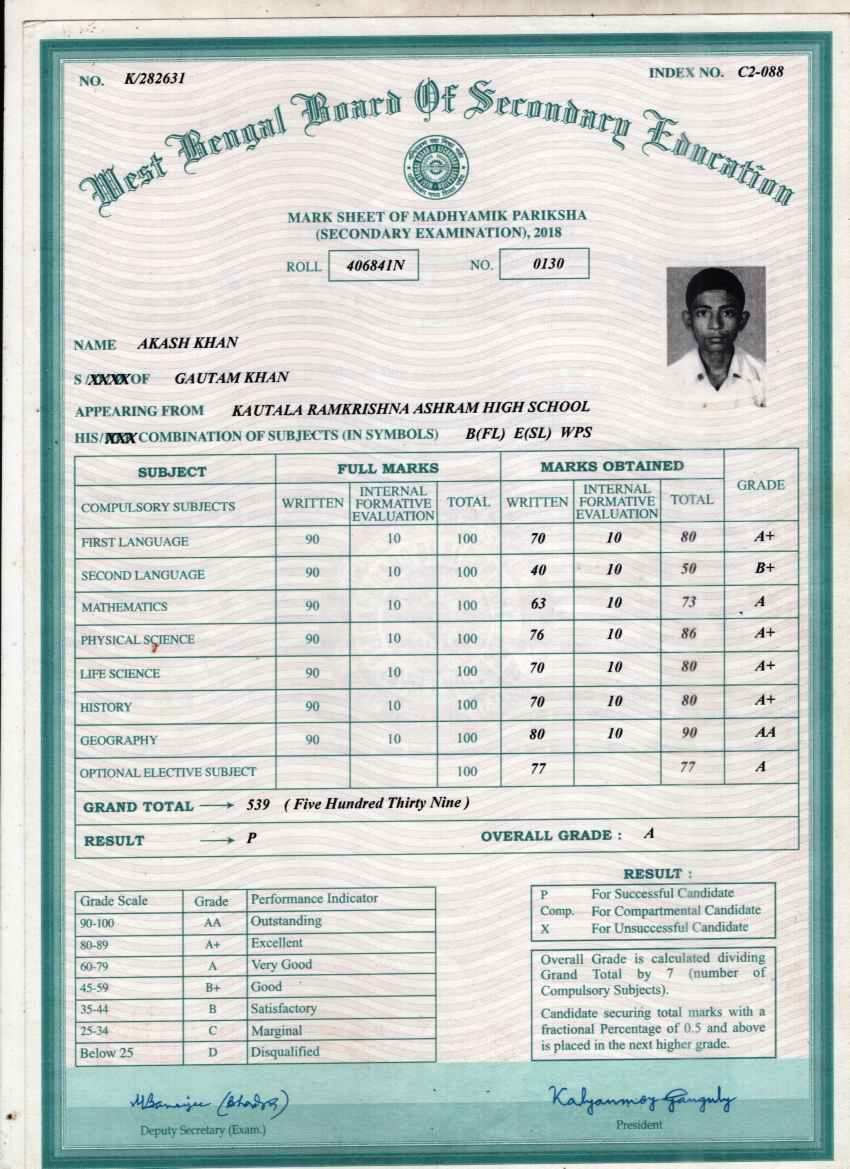 NO. K/282631
INDEX NO. C2-088
West Bengal Board Of Secondary Education
MARK SHEET OF MADHYAMIK PARIKSHA
(SECONDARY EXAMINATION), 2018
ROLL 406841N NO. 0130
NAME AKASH KHAN
S /XXXX OF GAUTAM KHAN
APPEARING FROM KAUTALA RAMKRISHNA ASHRAM HIGH SCHOOL
HIS/XXX COMBINATION OF SUBJECTS (IN SYMBOLS) B(FL) E(SL) WPS
SUBJECT FULL MARKS MARKS OBTAINED GRADE
COMPULSORY SUBJECTS WRITTEN INTERNAL FORMATIVE EVALUATION TOTAL WRITTEN INTERNAL FORMATIVE EVALUATION TOTAL
FIRST LANGUAGE 90 10 100 70 10 80 A+
SECOND LANGUAGE 90 10 100 40 10 50 B+
MATHEMATICS 90 10 100 63 10 73 A
PHYSICAL SCIENCE 90 10 100 76 10 86 A+
LIFE SCIENCE 90 10 100 70 10 80 A+
HISTORY 90 10 100 70 10 80 A+
GEOGRAPHY 90 10 100 80 10 90 AA
OPTIONAL ELECTIVE SUBJECT 100 77 77 A
GRAND TOTAL → 539 ( Five Hundred Thirty Nine )
RESULT → P OVERALL GRADE : A
Grade Scale Grade Performance Indicator
90-100 AA Outstanding
80-89 A+ Excellent
60-79 A Very Good
45-59 B+ Good
35-44 B Satisfactory
25-34 C Marginal
Below 25 D Disqualified
RESULT :
P For Successful Candidate
Comp. For Compartmental Candidate
X For Unsuccessful Candidate
Overall Grade is calculated dividing
Grand Total by 7 (number of
Compulsory Subjects).
Candidate securing total marks with a
fractional Percentage of 0.5 and above
is placed in the next higher grade.
MBanerjee (Bhadra)
Deputy Secretary (Exam.)
Kalyanmoy Ganguly
President